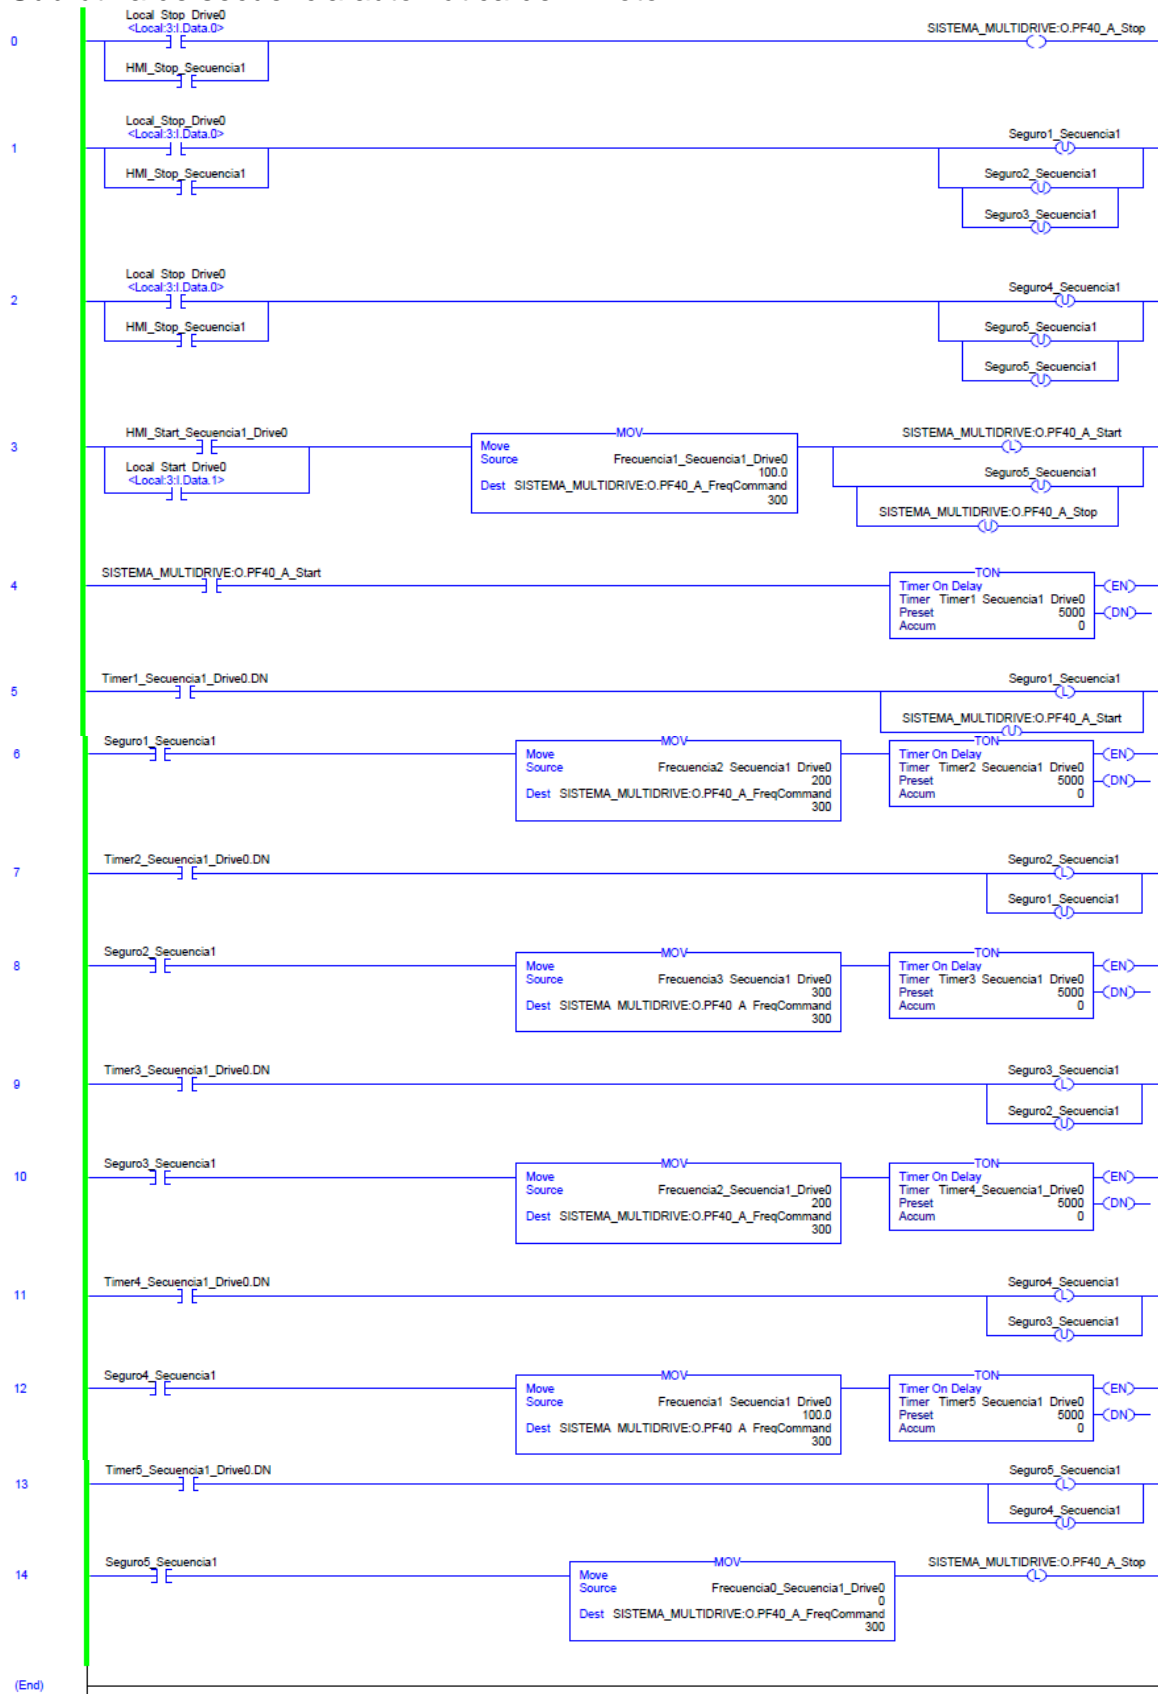 0
Local_Stop_Drive0
<Local:3:I.Data.0>
HMI_Stop_Secuencia1
SISTEMA_MULTIDRIVE:O.PF40_A_Stop
1
Local_Stop_Drive0
<Local:3:I.Data.0>
HMI_Stop_Secuencia1
Seguro1_Secuencia1
U
Seguro2_Secuencia1
U
Seguro3_Secuencia1
U
2
Local_Stop_Drive0
<Local:3:I.Data.0>
HMI_Stop_Secuencia1
Seguro4_Secuencia1
U
Seguro5_Secuencia1
U
Seguro5_Secuencia1
U
3
HMI_Start_Secuencia1_Drive0
Local_Start_Drive0
<Local:3:I.Data.1>
MOV
Move
Source Frecuencia1_Secuencia1_Drive0
100.0
Dest SISTEMA_MULTIDRIVE:O.PF40_A_FreqCommand
300
SISTEMA_MULTIDRIVE:O.PF40_A_Start
L
Seguro5_Secuencia1
U
SISTEMA_MULTIDRIVE:O.PF40_A_Stop
U
4
SISTEMA_MULTIDRIVE:O.PF40_A_Start
TON
Timer On Delay
Timer Timer1_Secuencia1_Drive0
Preset 5000
Accum 0
EN
DN
5
Timer1_Secuencia1_Drive0.DN
Seguro1_Secuencia1
L
SISTEMA_MULTIDRIVE:O.PF40_A_Start
U
6
Seguro1_Secuencia1
MOV
Move
Source Frecuencia2_Secuencia1_Drive0
200
Dest SISTEMA_MULTIDRIVE:O.PF40_A_FreqCommand
300
TON
Timer On Delay
Timer Timer2_Secuencia1_Drive0
Preset 5000
Accum 0
EN
DN
7
Timer2_Secuencia1_Drive0.DN
Seguro2_Secuencia1
L
Seguro1_Secuencia1
U
8
Seguro2_Secuencia1
MOV
Move
Source Frecuencia3_Secuencia1_Drive0
300
Dest SISTEMA_MULTIDRIVE:O.PF40_A_FreqCommand
300
TON
Timer On Delay
Timer Timer3_Secuencia1_Drive0
Preset 5000
Accum 0
EN
DN
9
Timer3_Secuencia1_Drive0.DN
Seguro3_Secuencia1
L
Seguro2_Secuencia1
U
10
Seguro3_Secuencia1
MOV
Move
Source Frecuencia2_Secuencia1_Drive0
200
Dest SISTEMA_MULTIDRIVE:O.PF40_A_FreqCommand
300
TON
Timer On Delay
Timer Timer4_Secuencia1_Drive0
Preset 5000
Accum 0
EN
DN
11
Timer4_Secuencia1_Drive0.DN
Seguro4_Secuencia1
L
Seguro3_Secuencia1
U
12
Seguro4_Secuencia1
MOV
Move
Source Frecuencia1_Secuencia1_Drive0
100.0
Dest SISTEMA_MULTIDRIVE:O.PF40_A_FreqCommand
300
TON
Timer On Delay
Timer Timer5_Secuencia1_Drive0
Preset 5000
Accum 0
EN
DN
13
Timer5_Secuencia1_Drive0.DN
Seguro5_Secuencia1
L
Seguro4_Secuencia1
U
14
Seguro5_Secuencia1
MOV
Move
Source Frecuencia0_Secuencia1_Drive0
0
Dest SISTEMA_MULTIDRIVE:O.PF40_A_FreqCommand
300
SISTEMA_MULTIDRIVE:O.PF40_A_Stop
L
(End)